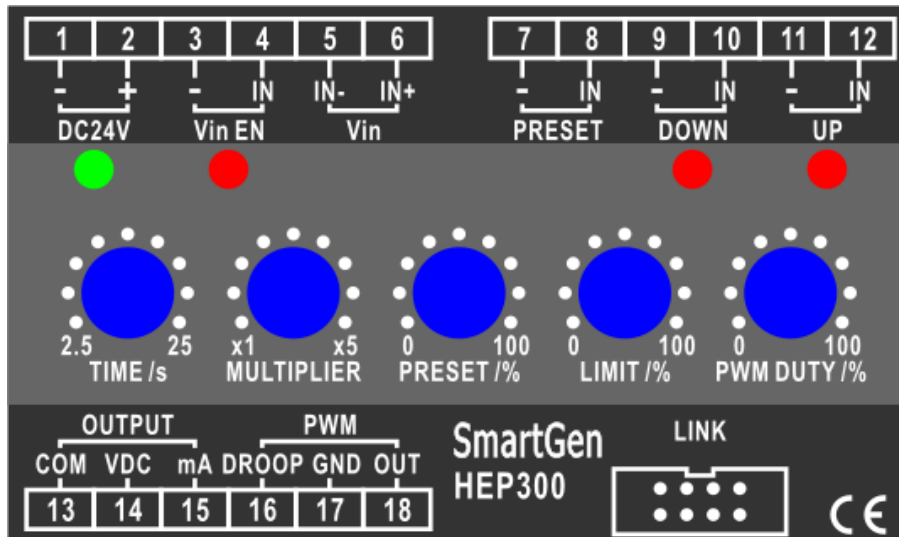 1 2 3 4 5 6 7 8 9 10 11 12
- + - IN IN- IN+ - IN - IN - IN
DC24V Vin EN Vin PRESET DOWN UP
2.5 25 x1 x5 0 100 0 100 0 100
TIME /s MULTIPLIER PRESET /% LIMIT /% PWM DUTY /%
OUTPUT PWM
COM VDC mA DROOP GND OUT
13 14 15 16 17 18
SmartGen
HEP300
LINK
CE